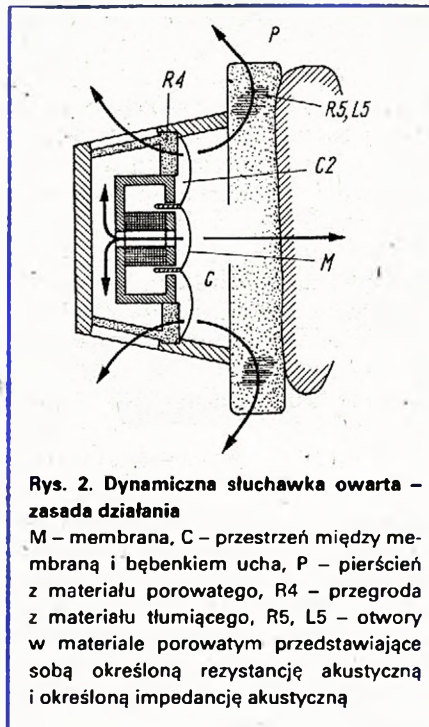 P
R4
R5, L5
C2
M
C
Rys. 2. Dynamiczna słuchawka owarta –
zasada działania
M – membrana, C – przestrzeń między me-
mbraną i bębenkiem ucha, P – pierścień
z materiału porowatego, R4 – przegroda
z materiału tłumiącego, R5, L5 – otwory
w materiale porowatym przedstawiające
sobą określoną rezystancję akustyczną
i określoną impedancję akustyczną